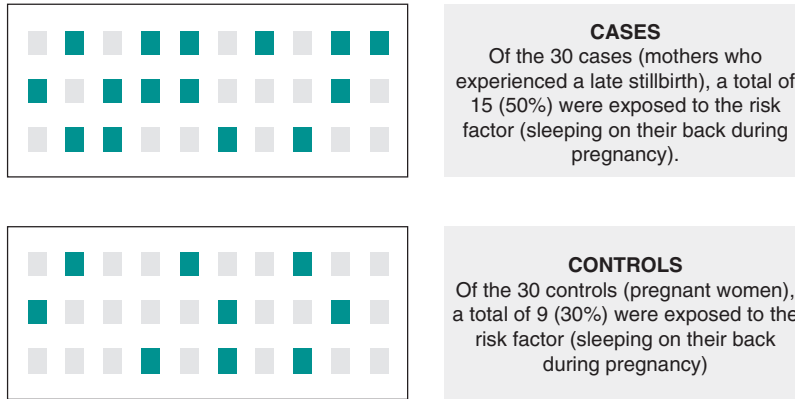 CASES
Of the 30 cases (mothers who
experienced a late stillbirth), a total of
15 (50%) were exposed to the risk
factor (sleeping on their back during
pregnancy).
CONTROLS
Of the 30 controls (pregnant women),
a total of 9 (30%) were exposed to the
risk factor (sleeping on their back
during pregnancy)